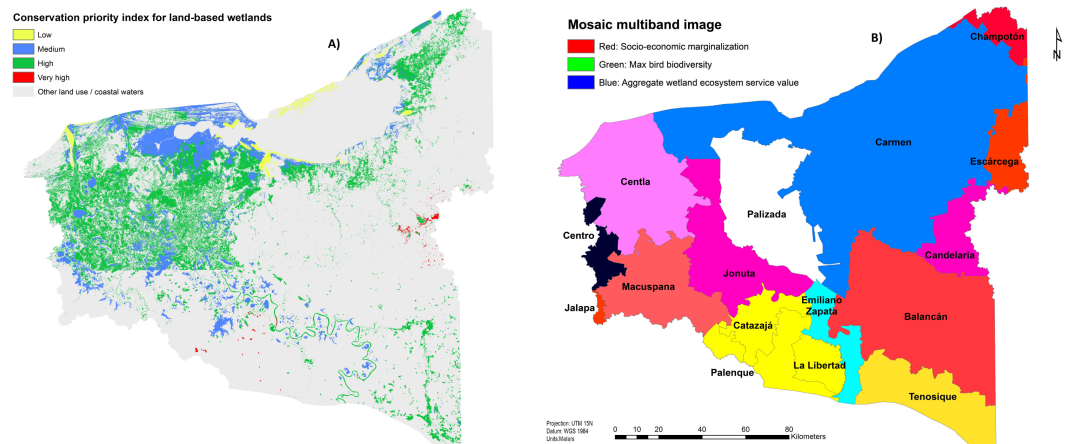 Conservation priority index for land-based wetlands
Low
Medium
High
Very high
Other land use / coastal waters
A)
Mosaic multiband image
Red: Socio-economic marginalization
Green: Max bird biodiversity
Blue: Aggregate wetland ecosystem service value
B)
Champotón
Carmen
Escárcega
Centla
Palizada
Centro
Candelaria
Jonuta
Macuspana
Jalapa
Emiliano
Zapata
Balancán
Catazajá
La Libertad
Palenque
Tenosique
Projection: UTM 15N
Datum: WGS 1984
Units:Meters
0 10 20 30 40 50 60 70 80
Kilometers